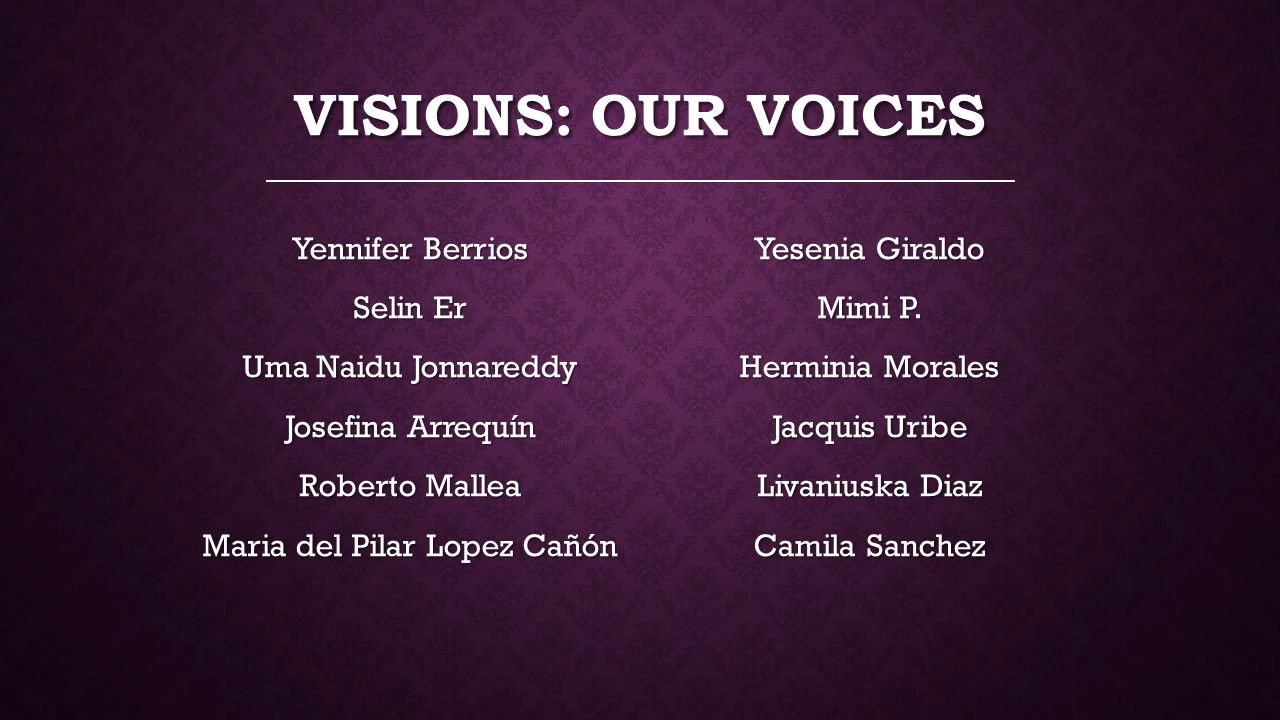 VISIONS: OUR VOICES
Yennifer Berrios
Selin Er
Uma Naidu Jonnareddy
Josefina Arrequín
Roberto Mallea
Maria del Pilar Lopez Cañón
Yesenia Giraldo
Mimi P.
Herminia Morales
Jacquis Uribe
Livaniuska Diaz
Camila Sanchez